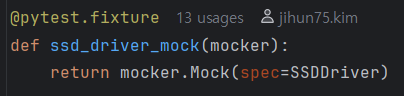 @pytest.fixture 13 usages jihun75.kim
def ssd_driver_mock(mocker):
    return mocker.Mock(spec=SSDDriver)